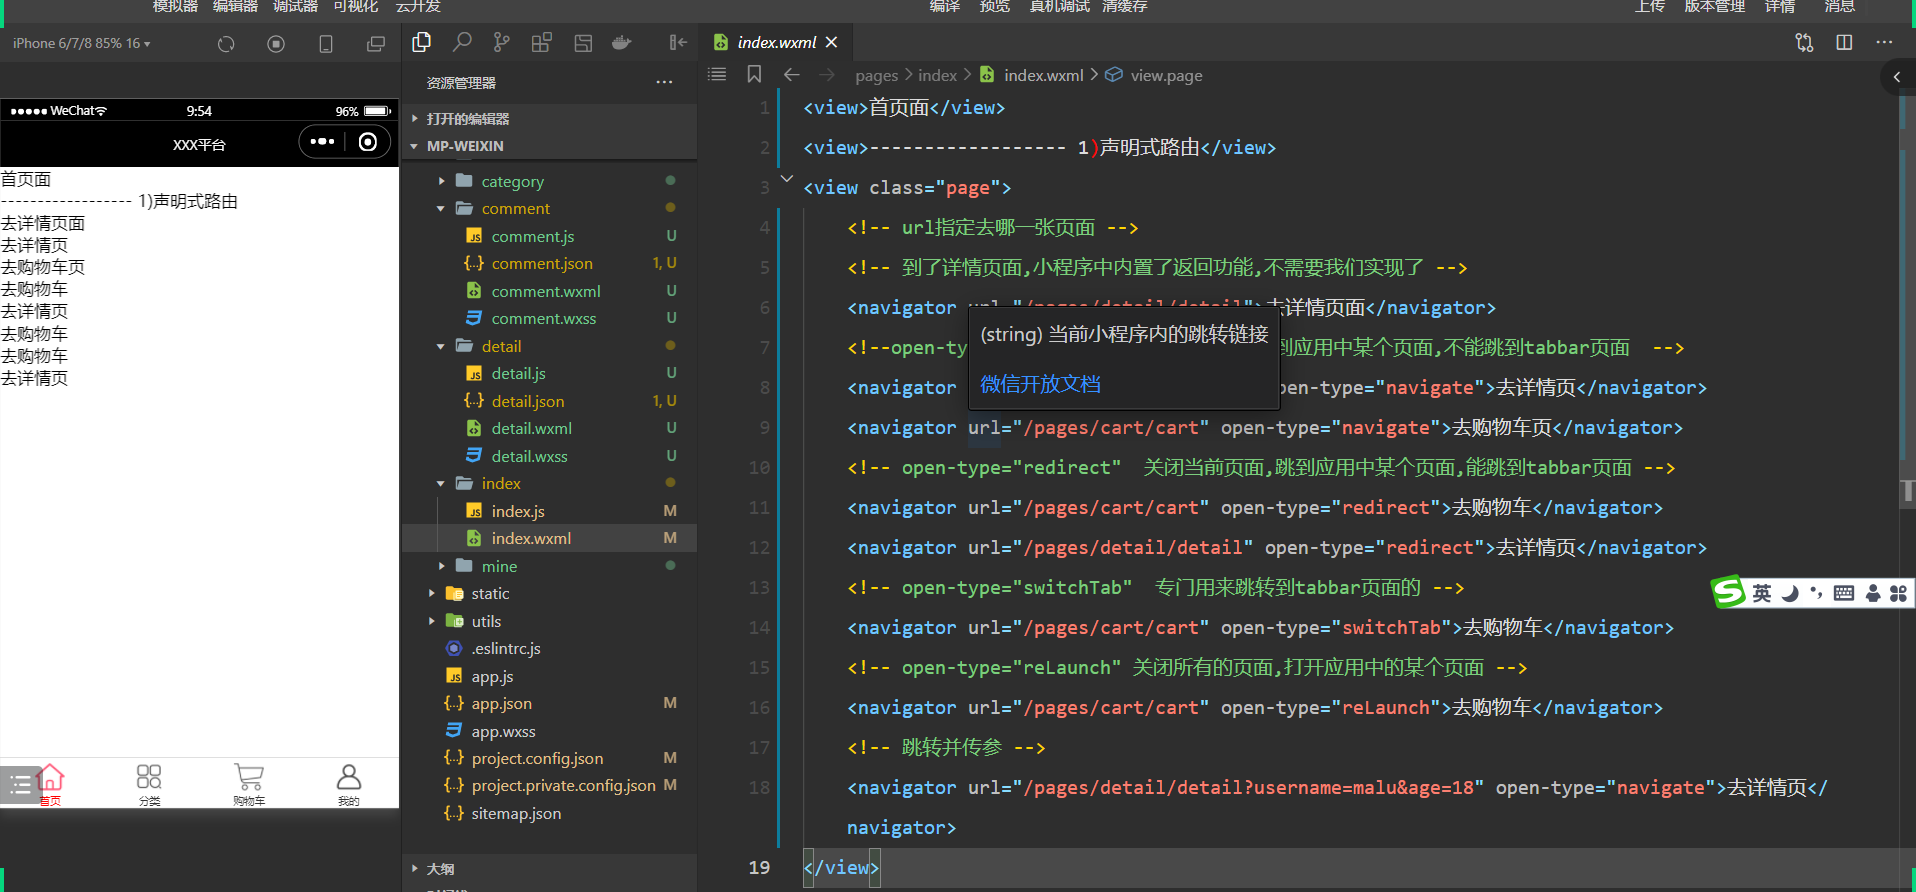 模拟器 编辑器 调试器 可视化 云开发
编译 预览 真机调试 清缓存
上传 版本管理 详情 消息
iPhone 6/7/8 85% 16
WeChat 9:54 96%
XXX平台
首页面
------------------ 1)声明式路由
去详情页面
去详情页
去购物车页
去购物车
去详情页
去购物车
去购物车
去详情页
首页 分类 购物车 我的
资源管理器
打开的编辑器
MP-WEIXIN
category
comment
comment.js U
comment.json 1, U
comment.wxml U
comment.wxss U
detail
detail.js U
detail.json 1, U
detail.wxml U
detail.wxss U
index
index.js M
index.wxml M
mine
static
utils
.eslintrc.js
app.js
app.json M
app.wxss
project.config.json M
project.private.config.json M
sitemap.json
大纲
index.wxml
pages > index > index.wxml > view.page
1 <view>首页面</view>
2 <view>------------------ 1)声明式路由</view>
3 <view class="page">
4 <!-- url指定去哪一张页面 -->
5 <!-- 到了详情页面,小程序中内置了返回功能,不需要我们实现了 -->
6 <navigator url="/pages/detail/detail">去详情页面</navigator>
(string) 当前小程序内的跳转链接
微信开放文档
7 <!--open-ty 到应用中某个页面,不能跳到tabbar页面 -->
8 <navigator pen-type="navigate">去详情页</navigator>
9 <navigator url="/pages/cart/cart" open-type="navigate">去购物车页</navigator>
10 <!-- open-type="redirect" 关闭当前页面,跳到应用中某个页面,能跳到tabbar页面 -->
11 <navigator url="/pages/cart/cart" open-type="redirect">去购物车</navigator>
12 <navigator url="/pages/detail/detail" open-type="redirect">去详情页</navigator>
13 <!-- open-type="switchTab" 专门用来跳转到tabbar页面的 -->
14 <navigator url="/pages/cart/cart" open-type="switchTab">去购物车</navigator>
15 <!-- open-type="reLaunch" 关闭所有的页面,打开应用中的某个页面 -->
16 <navigator url="/pages/cart/cart" open-type="reLaunch">去购物车</navigator>
17 <!-- 跳转并传参 -->
18 <navigator url="/pages/detail/detail?username=malu&age=18" open-type="navigate">去详情页</
navigator>
19 </view>
英